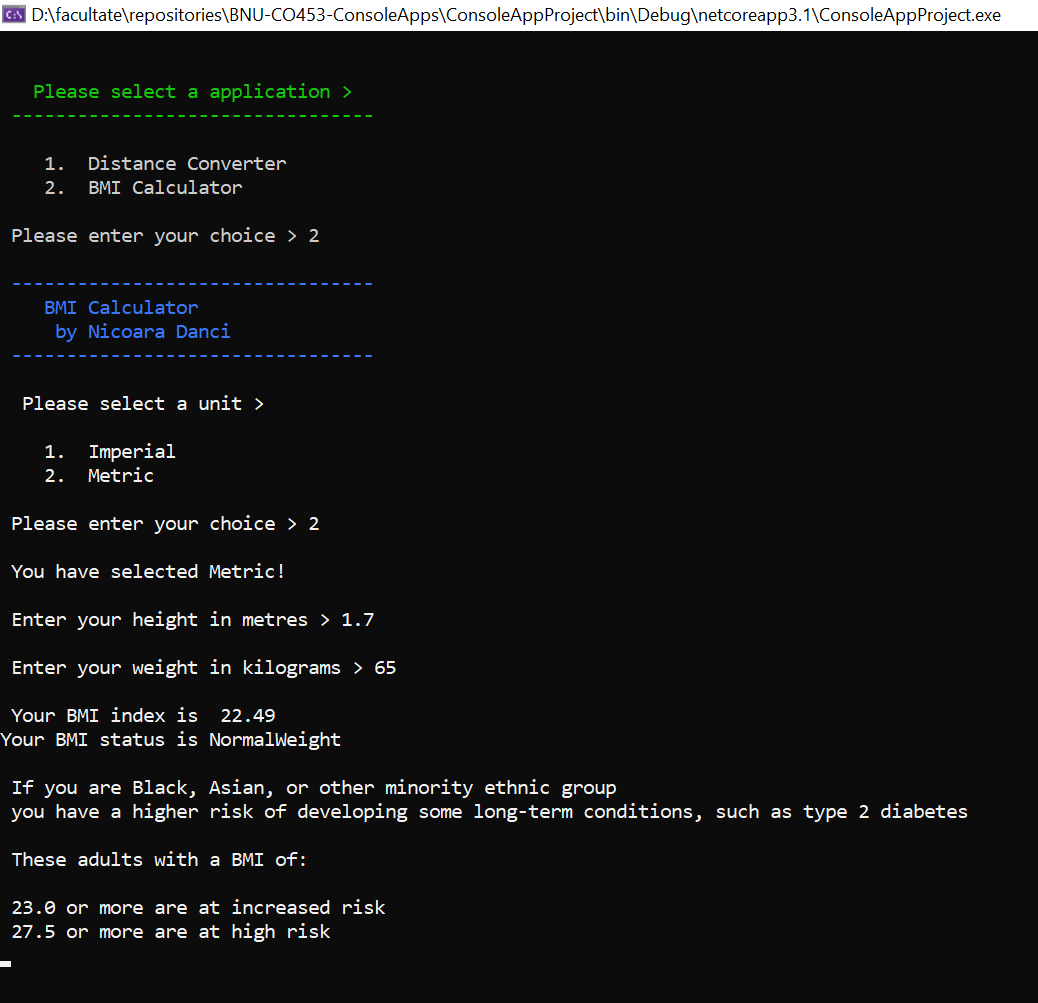 D:\facultate\repositories\BNU-CO453-ConsoleApps\ConsoleAppProject\bin\Debug\netcoreapp3.1\ConsoleAppProject.exe
Please select a application >
---------------------------------
1. Distance Converter
2. BMI Calculator
Please enter your choice > 2
---------------------------------
BMI Calculator
by Nicoara Danci
---------------------------------
Please select a unit >
1. Imperial
2. Metric
Please enter your choice > 2
You have selected Metric!
Enter your height in metres > 1.7
Enter your weight in kilograms > 65
Your BMI index is  22.49
Your BMI status is NormalWeight
If you are Black, Asian, or other minority ethnic group
you have a higher risk of developing some long-term conditions, such as type 2 diabetes
These adults with a BMI of:
23.0 or more are at increased risk
27.5 or more are at high risk